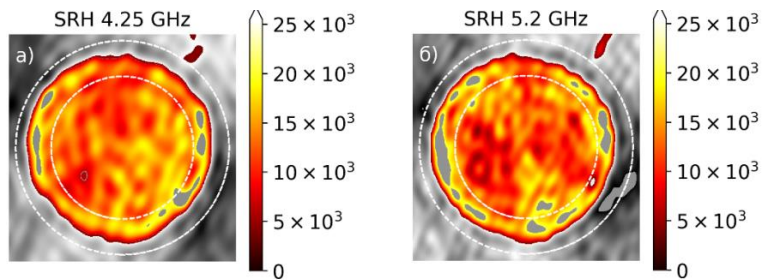 SRH 4.25 GHz
а)
25 × 10³
20 × 10³
15 × 10³
10 × 10³
5 × 10³
0
SRH 5.2 GHz
б)
25 × 10³
20 × 10³
15 × 10³
10 × 10³
5 × 10³
0